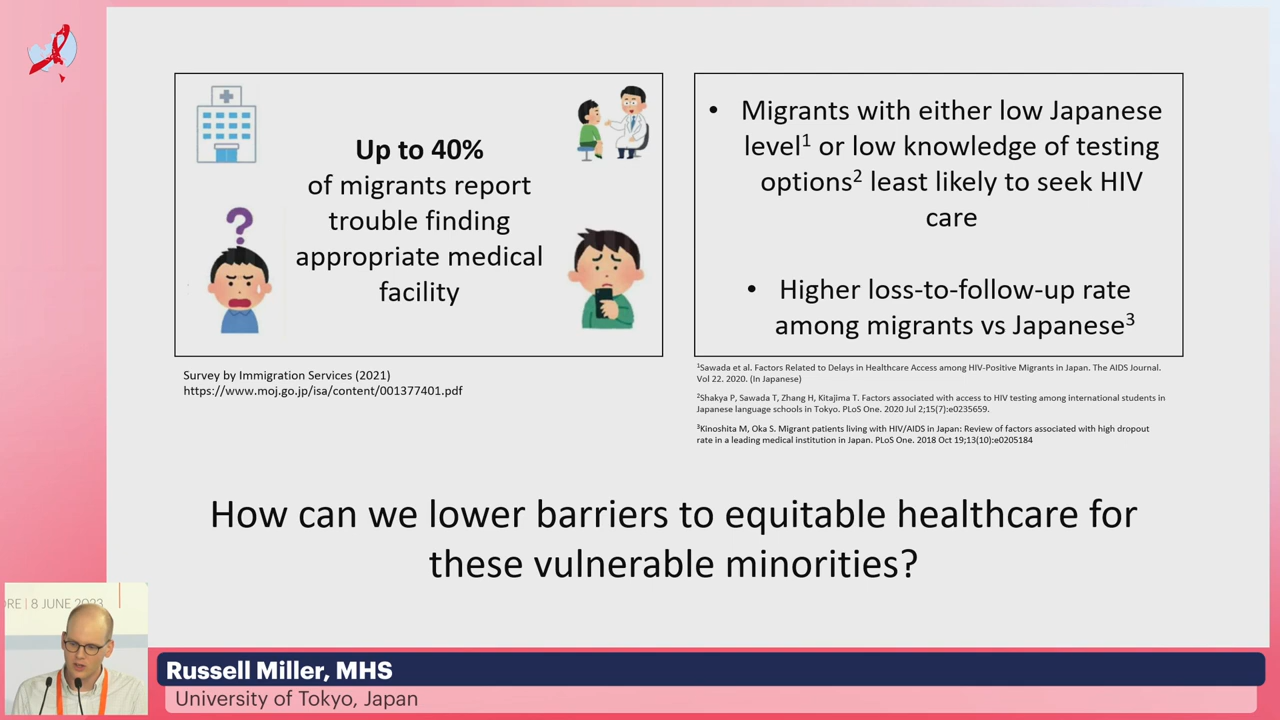 Up to 40%
of migrants report
trouble finding
appropriate medical
facility
?
• Migrants with either low Japanese
level1 or low knowledge of testing
options2 least likely to seek HIV
care
• Higher loss-to-follow-up rate
among migrants vs Japanese3
Survey by Immigration Services (2021)
https://www.moj.go.jp/isa/content/001377401.pdf
1Sawada et al. Factors Related to Delays in Healthcare Access among HIV-Positive Migrants in Japan. The AIDS Journal.
Vol 22. 2020. (In Japanese)
2Shakya P, Sawada T, Zhang H, Kitajima T. Factors associated with access to HIV testing among international students in
Japanese language schools in Tokyo. PLoS One. 2020 Jul 2;15(7):e0235659.
3Kinoshita M, Oka S. Migrant patients living with HIV/AIDS in Japan: Review of factors associated with high dropout
rate in a leading medical institution in Japan. PLoS One. 2018 Oct 19;13(10):e0205184
How can we lower barriers to equitable healthcare for
these vulnerable minorities?
ORE | 8 JUNE 2023
Russell Miller, MHS
University of Tokyo, Japan